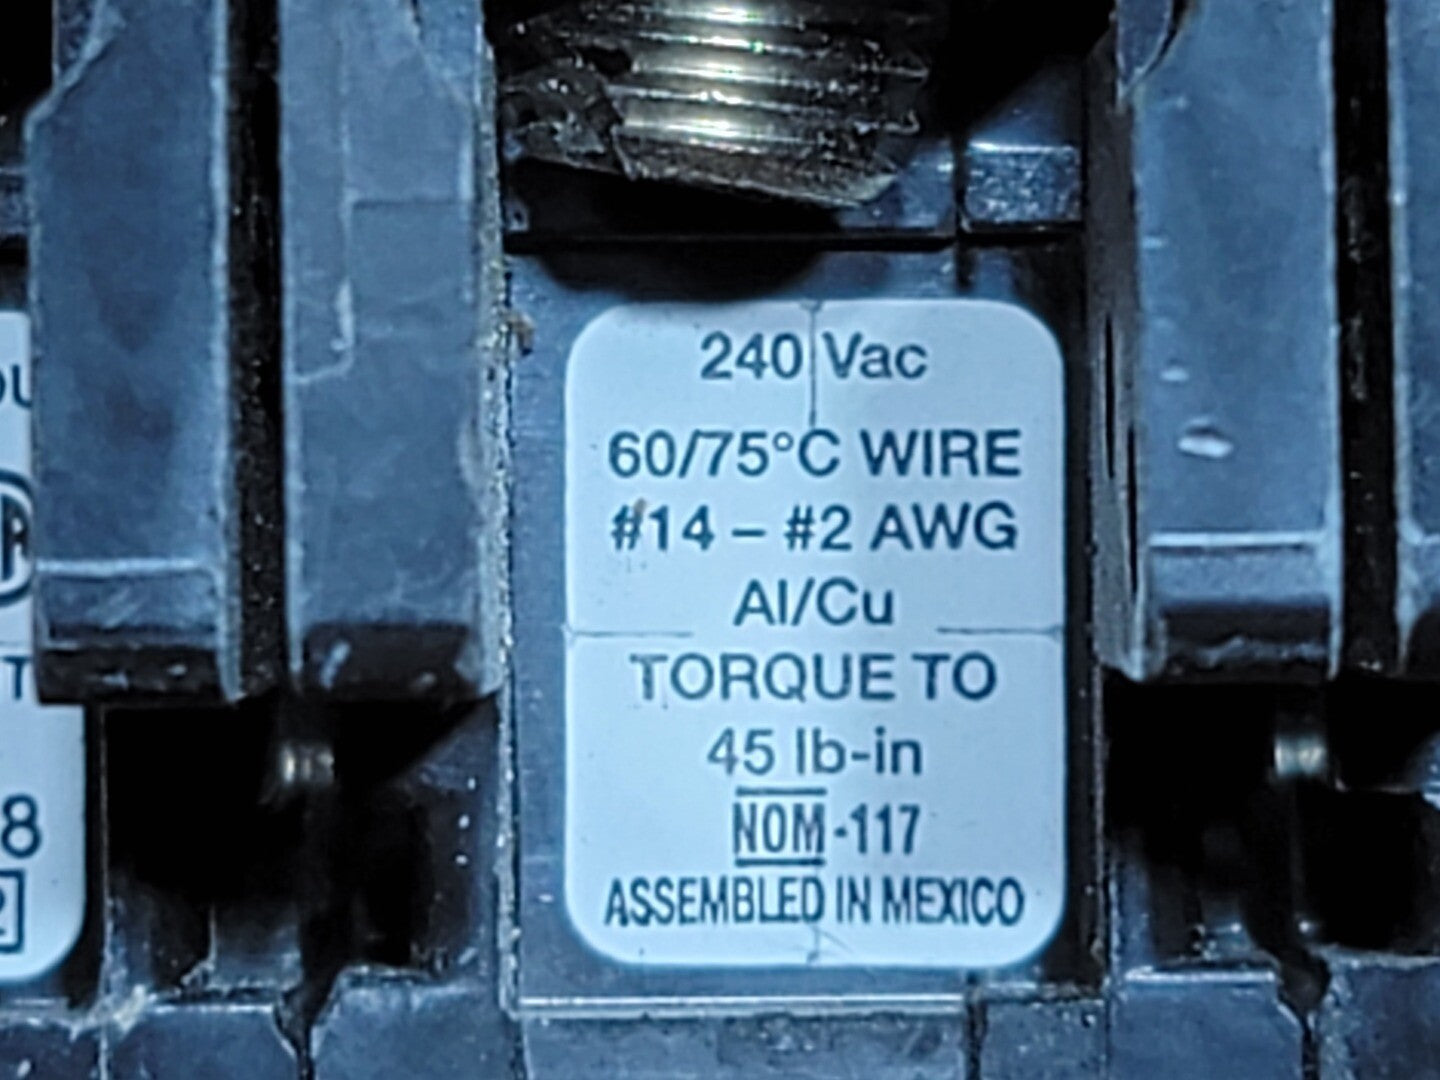 240 Vac
60/75°C WIRE
#14 – #2 AWG
Al/Cu
TORQUE TO
45 lb-in
NOM-117
ASSEMBLED IN MEXICO
8